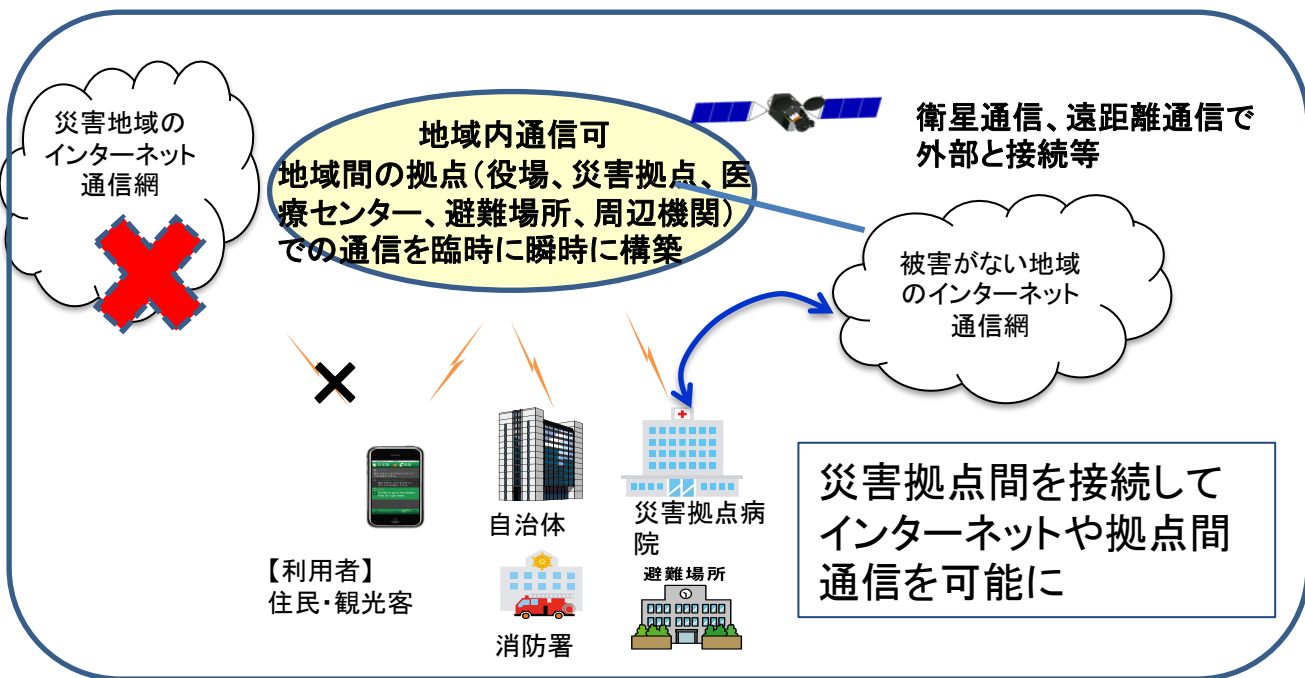 災害地域の
インターネット
通信網
地域内通信可
地域間の拠点(役場、災害拠点、医
療センター、避難場所、周辺機関)
での通信を臨時に瞬時に構築
衛星通信、遠距離通信で
外部と接続等
被害がない地域
のインターネット
通信網
【利用者】
住民・観光客
自治体
消防署
災害拠点病
院
避難場所
災害拠点間を接続して
インターネットや拠点間
通信を可能に